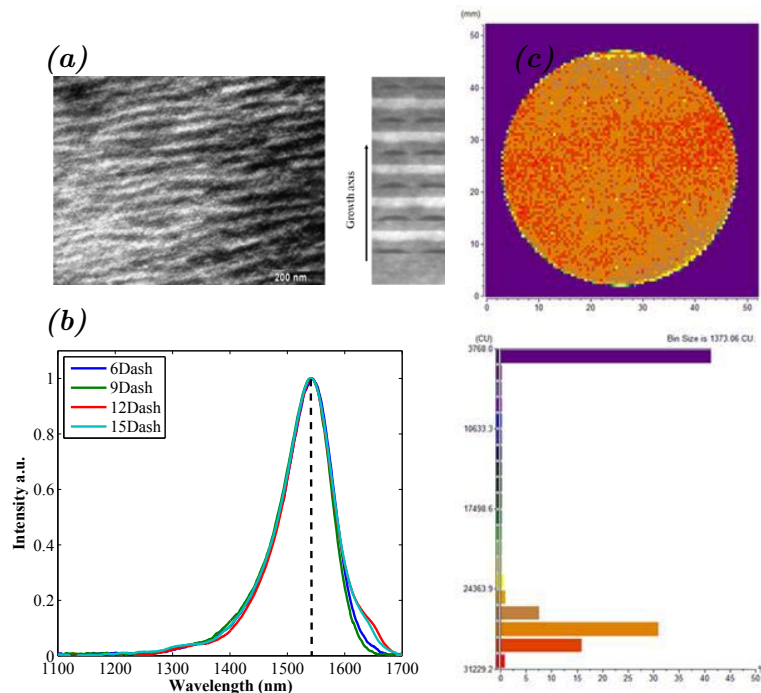 (a)
200 nm
Growth axis
(b)
6Dash
9Dash
12Dash
15Dash
Intensity a.u.
1
0.8
0.6
0.4
0.2
0
1100 1200 1300 1400 1500 1600 1700
Wavelength (nm)
(c)
(mm)
50
40
30
20
10
0
0 10 20 30 40 50
(CU)
Bin Size is 1373.06 CU
3768.0
10633.3
17498.6
24363.9
31229.2
0 5 10 15 20 25 30 35 40 45 50